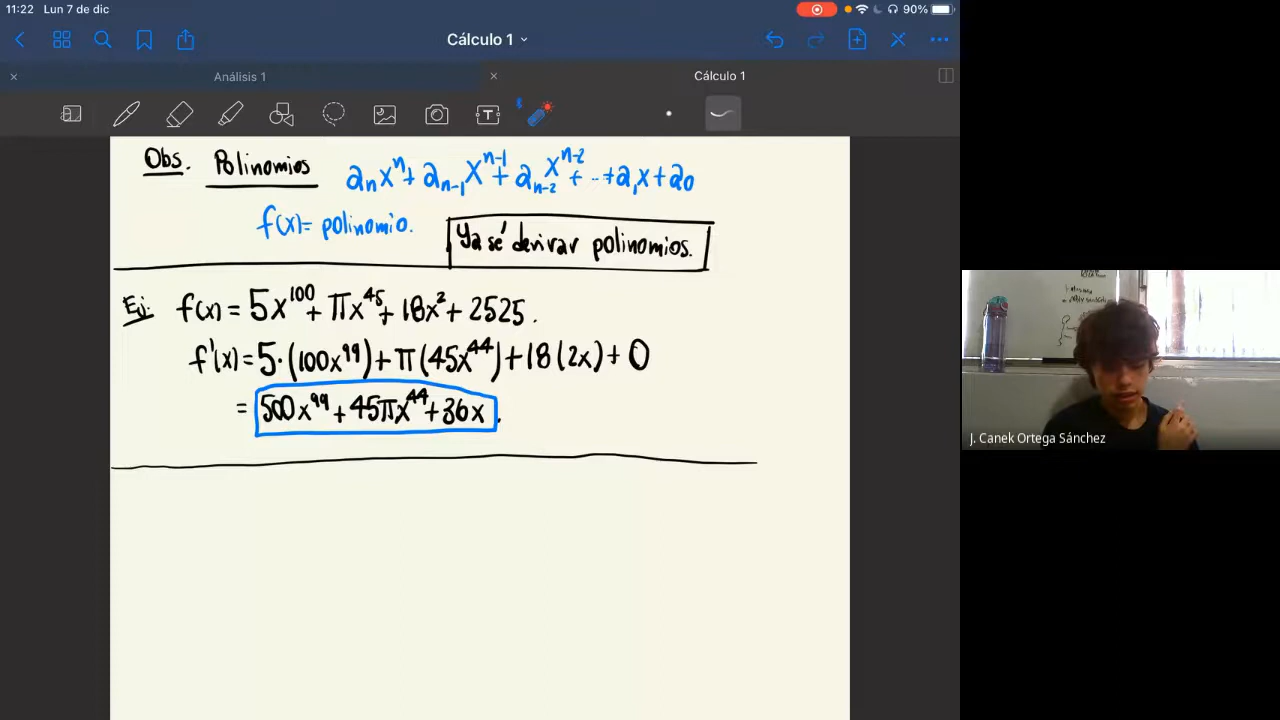 11:22 Lun 7 de dic
90%
Cálculo 1
Análisis 1
Cálculo 1
T
Obs. Polinomios aₙxⁿ + aₙ₋₁xⁿ⁻¹ + aₙ₋₂xⁿ⁻² + ... + a₁x + a₀
f(x) = polinomio.
Ya sé derivar polinomios.
Ej. f(x) = 5x¹⁰⁰ + πx⁴⁵ + 18x² + 2525.
f'(x) = 5·(100x⁹⁹) + π(45x⁴⁴) + 18(2x) + 0
= 500x⁹⁹ + 45πx⁴⁴ + 36x.
J. Canek Ortega Sánchez